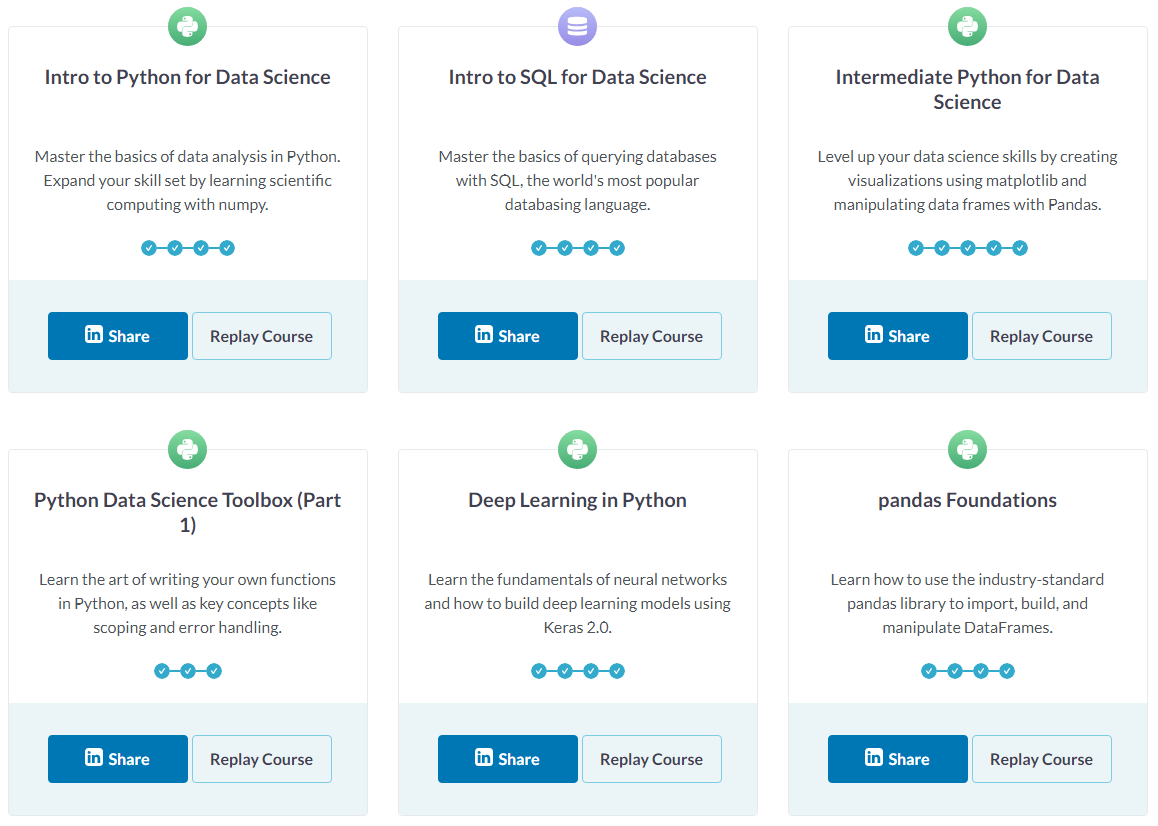 Intro to Python for Data Science
Master the basics of data analysis in Python.
Expand your skill set by learning scientific
computing with numpy.
in Share
Replay Course
Intro to SQL for Data Science
Master the basics of querying databases
with SQL, the world's most popular
databasing language.
in Share
Replay Course
Intermediate Python for Data
Science
Level up your data science skills by creating
visualizations using matplotlib and
manipulating data frames with Pandas.
in Share
Replay Course
Python Data Science Toolbox (Part
1)
Learn the art of writing your own functions
in Python, as well as key concepts like
scoping and error handling.
in Share
Replay Course
Deep Learning in Python
Learn the fundamentals of neural networks
and how to build deep learning models using
Keras 2.0.
in Share
Replay Course
pandas Foundations
Learn how to use the industry-standard
pandas library to import, build, and
manipulate DataFrames.
in Share
Replay Course